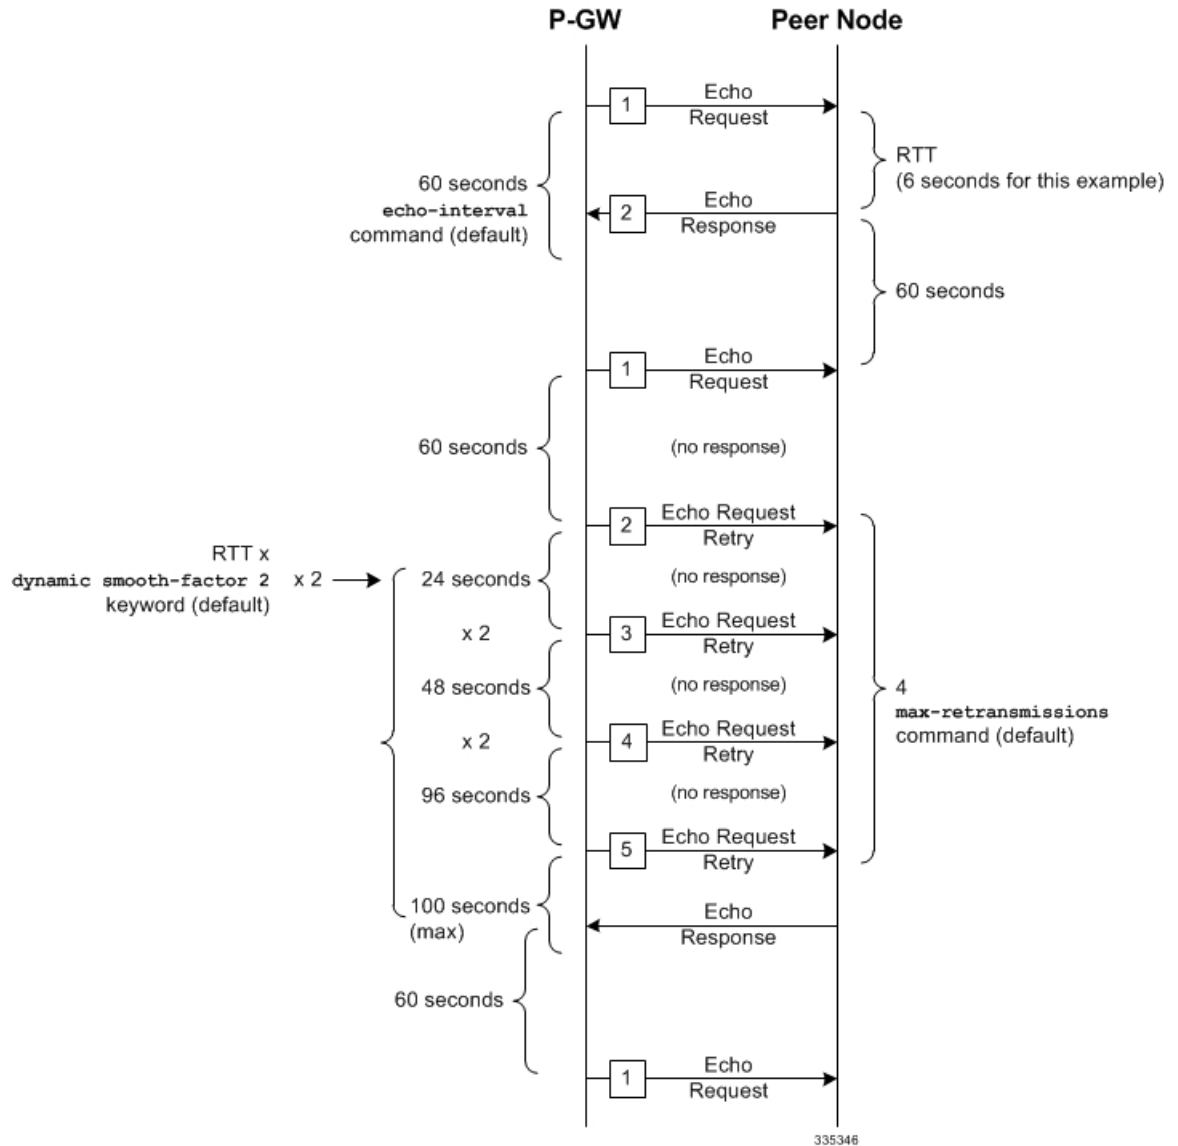 P-GW
Peer Node
1
Echo
Request
RTT
(6 seconds for this example)
60 seconds
echo-interval
command (default)
2
Echo
Response
60 seconds
1
Echo
Request
60 seconds
(no response)
2
Echo Request
Retry
RTT x
dynamic smooth-factor 2
keyword (default)
x 2
24 seconds
(no response)
x 2
3
Echo Request
Retry
48 seconds
(no response)
4
max-retransmissions
command (default)
x 2
4
Echo Request
Retry
96 seconds
(no response)
5
Echo Request
Retry
100 seconds
(max)
Echo
Response
60 seconds
1
Echo
Request
335346